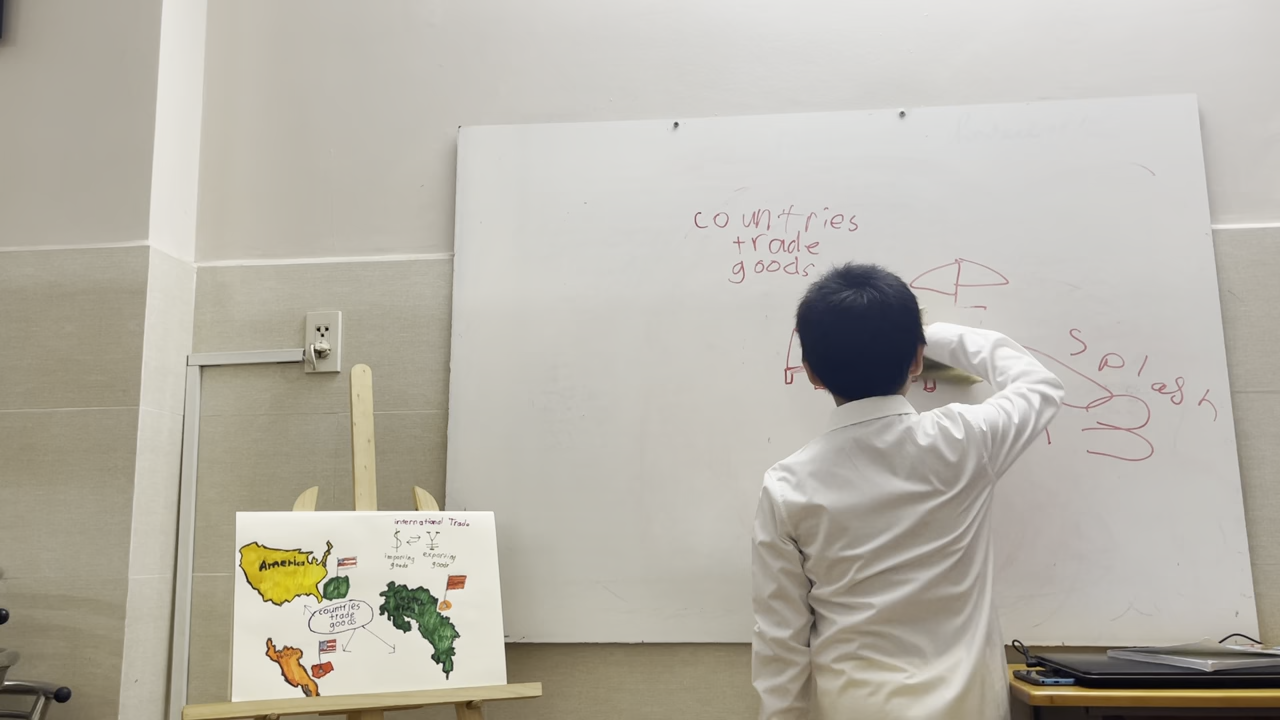 countries
trade
goods
splash
international Trade
$ ⇄ ¥
importing exporting
goods goods
America
countries
trade
goods